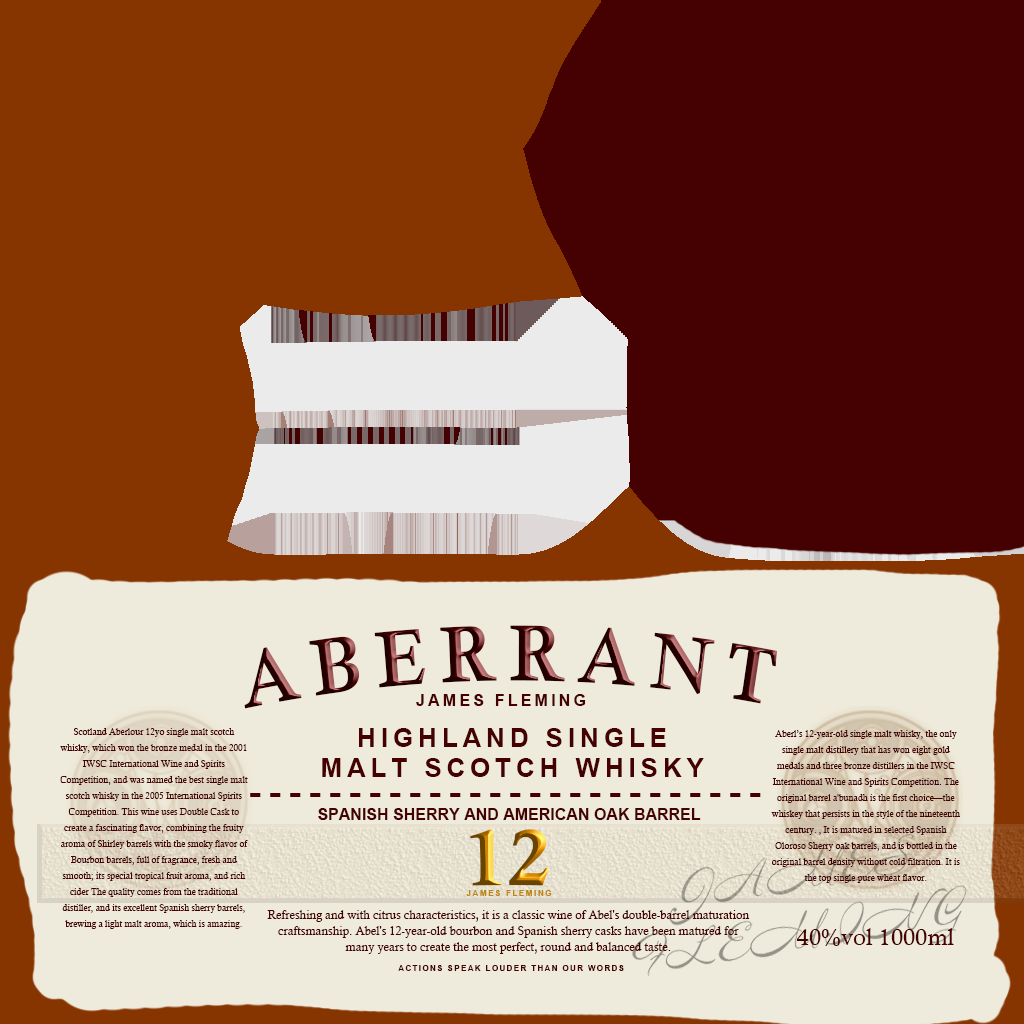 ABERRANT
JAMES FLEMING
HIGHLAND SINGLE
MALT SCOTCH WHISKY
SPANISH SHERRY AND AMERICAN OAK BARREL
12
JAMES FLEMING
Refreshing and with citrus characteristics, it is a classic wine of Abel's double-barrel maturation
craftsmanship. Abel's 12-year-old bourbon and Spanish sherry casks have been matured for
many years to create the most perfect, round and balanced taste.
ACTIONS SPEAK LOUDER THAN OUR WORDS
Scotland Aberlour 12yo single malt scotch
whisky, which won the bronze medal in the 2001
IWSC International Wine and Spirits
Competition, and was named the best single malt
scotch whisky in the 2005 International Spirits
Competition. This wine uses Double Cask to
create a fascinating flavor, combining the fruity
aroma of Shirley barrels with the smoky flavor of
Bourbon barrels, full of fragrance, fresh and
smooth; its special tropical fruit aroma, and rich
cider The quality comes from the traditional
distiller, and its excellent Spanish sherry barrels,
brewing a light malt aroma, which is amazing.
Aberl's 12-year-old single malt whisky, the only
single malt distillery that has won eight gold
medals and three bronze distillers in the IWSC
International Wine and Spirits Competition. The
original barrel a'bunadh is the first choice—the
whiskey that persists in the style of the nineteenth
century. , It is matured in selected Spanish
Oloroso Sherry oak barrels, and is bottled in the
original barrel density without cold filtration. It is
the top single pure wheat flavor.
JAMES
FLEMING
40%vol 1000ml